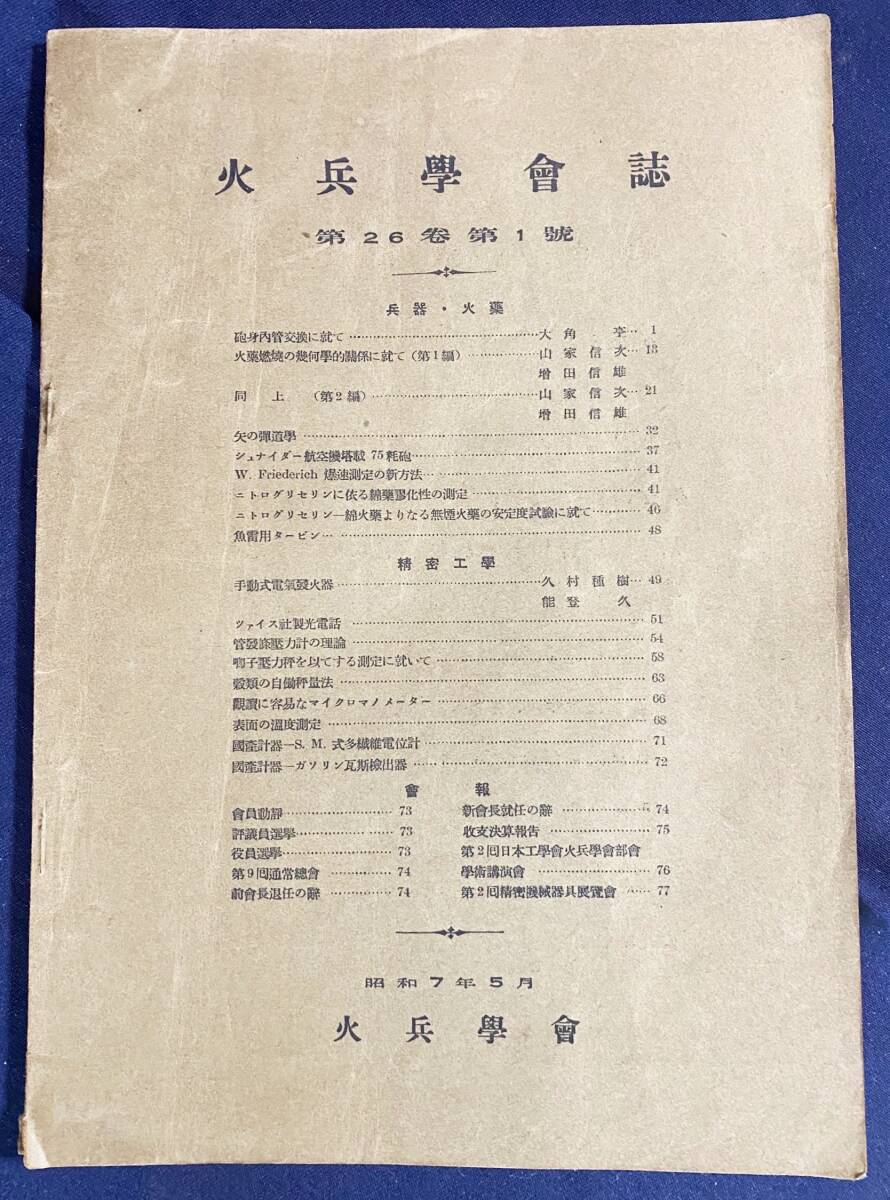 火兵學會誌
第26卷第1號
兵器・火藥
砲身內管交換に就て 大角 1
火藥燃燒の幾何學的關係に就て(第1編) 山家信次 13
增田信雄
同上 (第2編) 山家信次 21
增田信雄
矢の彈道學 32
シュナイダー航空機搭載 75粍砲 37
W. Friederich 爆速測定の新方法 41
ニトログリセリンに依る綿藥膠化性の測定 41
ニトログリセリン—綿火藥よりなる無煙火藥の安定度試驗に就て 46
魚雷用タービン 48
精密工學
手動式電氣發火器 久村種樹 49
能登久
ツァイス社製光電話 51
管發條壓力計の理論 54
唧子壓力秤を以てする測定に就いて 58
穀類の自働秤量法 63
觀讀に容易なマイクロマノメーター 66
表面の溫度測定 68
國產計器—S. M. 式多纖維電位計 71
國產計器—ガソリン瓦斯檢出器 72
會報
會員動靜 73
評議員選擧 73
役員選擧 73
第9囘通常總會 74
前會長退任の辭 74
新會長就任の辭 74
收支決算報告 75
第2囘日本工學會火兵學會部會
學術講演會 76
第2囘精密機械器具展覽會 77
昭和7年5月
火兵學會